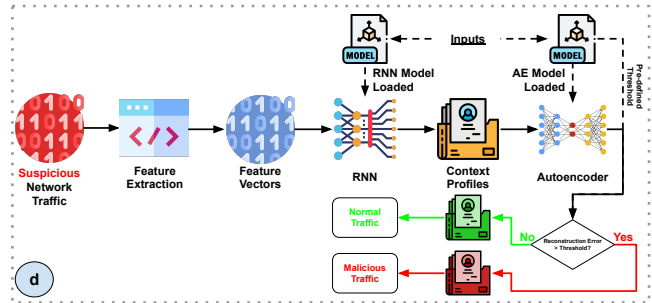 MODEL
Inputs
MODEL
RNN Model
Loaded
AE Model
Loaded
Pre-defined
Threshold
Suspicious
Network
Traffic
Feature
Extraction
Feature
Vectors
RNN
Context
Profiles
Autoencoder
Normal
Traffic
No
Reconstruction Error
> Threshold?
Yes
Malicious
Traffic
d